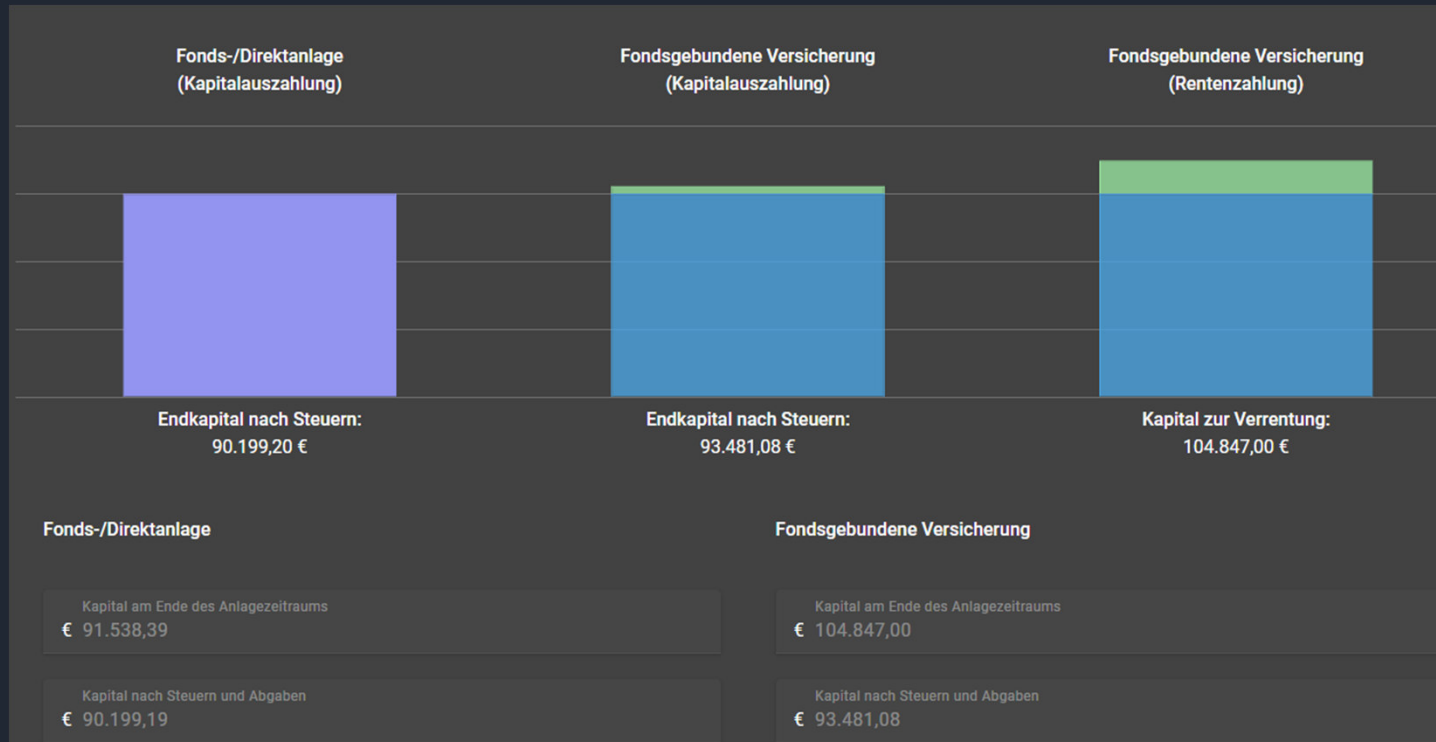 Fonds-/Direktanlage
(Kapitalauszahlung)
Fondsgebundene Versicherung
(Kapitalauszahlung)
Fondsgebundene Versicherung
(Rentenzahlung)
Endkapital nach Steuern:
90.199,20 €
Endkapital nach Steuern:
93.481,08 €
Kapital zur Verrentung:
104.847,00 €
Fonds-/Direktanlage
Kapital am Ende des Anlagezeitraums
€ 91.538,39
Kapital nach Steuern und Abgaben
€ 90.199,19
Fondsgebundene Versicherung
Kapital am Ende des Anlagezeitraums
€ 104.847,00
Kapital nach Steuern und Abgaben
€ 93.481,08